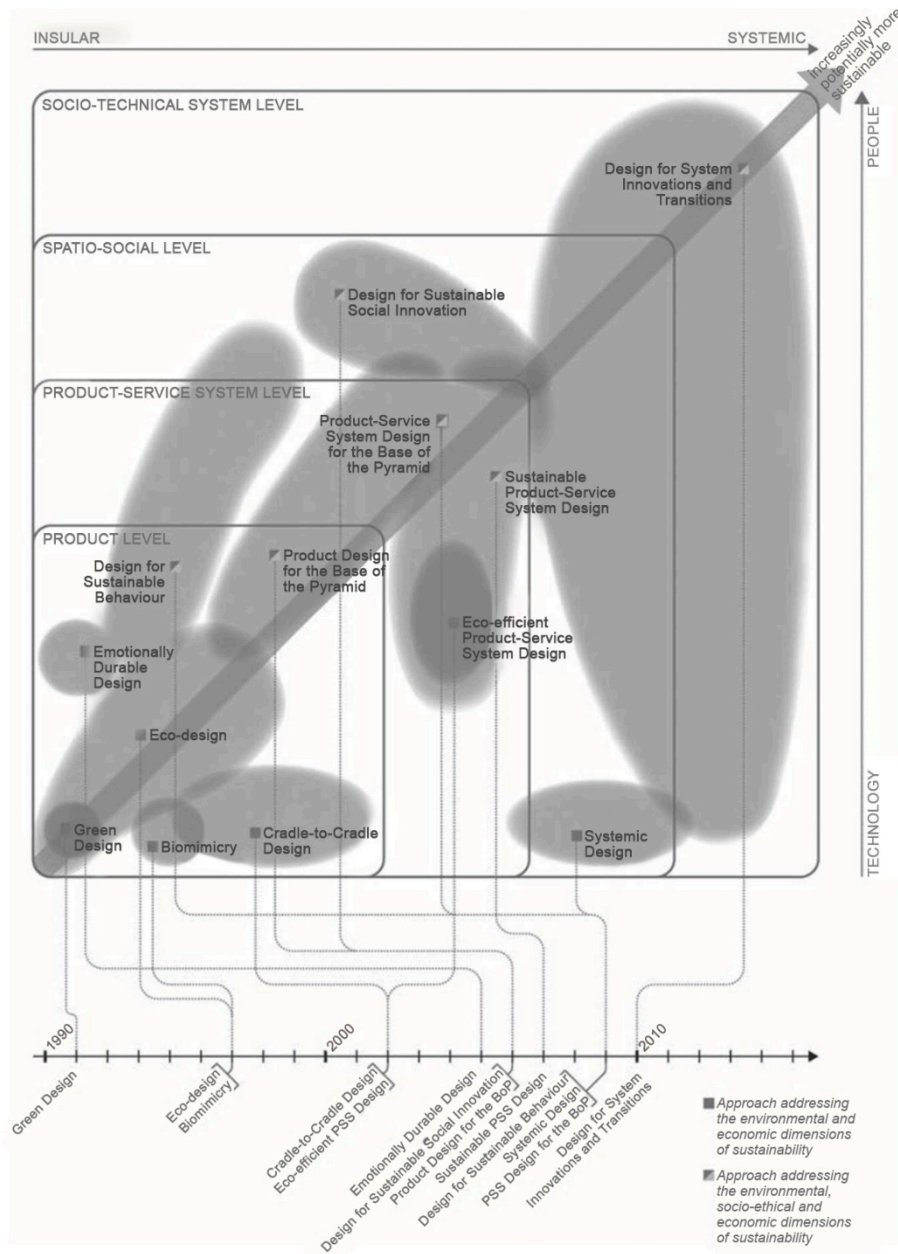 INSULAR
SYSTEMIC
increasingly
potentially more
sustainable
PEOPLE
TECHNOLOGY
SOCIO-TECHNICAL SYSTEM LEVEL
Design for System
Innovations and
Transitions
SPATIO-SOCIAL LEVEL
Design for Sustainable
Social Innovation
PRODUCT-SERVICE SYSTEM LEVEL
Product-Service
System Design
for the Base of
the Pyramid
Sustainable
Product-Service
System Design
PRODUCT LEVEL
Design for
Sustainable
Behaviour
Product Design
for the Base of
the Pyramid
Emotionally
Durable
Design
Eco-efficient
Product-Service
System Design
Eco-design
Green
Design
Biomimicry
Cradle-to-Cradle
Design
Systemic
Design
1990
2000
2010
Green Design
Eco-design
Biomimicry
Cradle-to-Cradle Design
Eco-efficient PSS Design
Emotionally Durable Design
Design for Sustainable Social Innovation
Product Design for the BoP
Sustainable PSS Design
Design for Sustainable Behaviour
Systemic Design
PSS Design for the BoP
Design for System
Innovations and Transitions
Approach addressing
the environmental and
economic dimensions
of sustainability
Approach addressing
the environmental,
socio-ethical and
economic dimensions
of sustainability